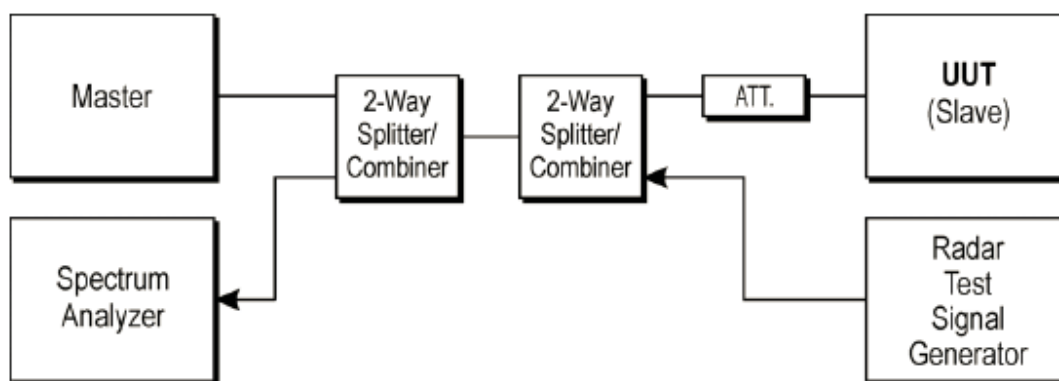 Master
2-Way
Splitter/
Combiner
2-Way
Splitter/
Combiner
ATT.
UUT
(Slave)
Spectrum
Analyzer
Radar
Test
Signal
Generator